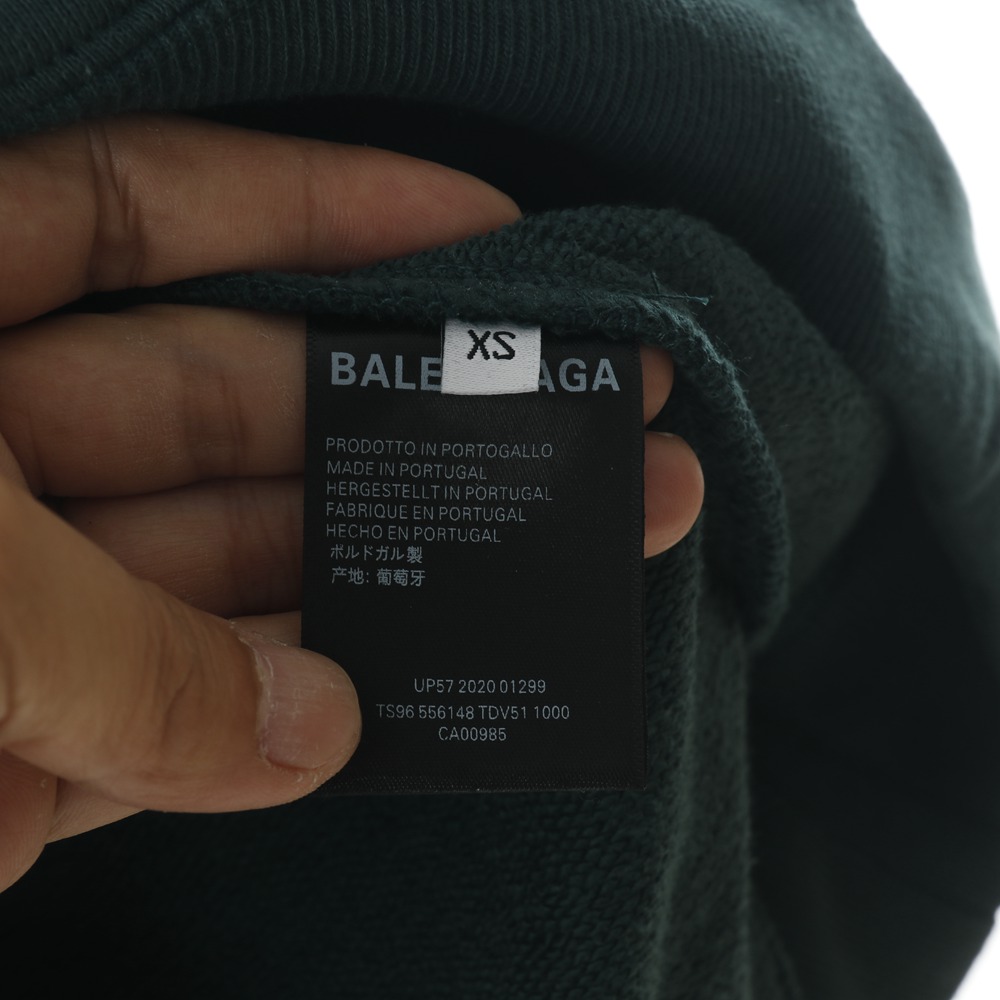 XS
BALE AGA
PRODOTTO IN PORTOGALLO
MADE IN PORTUGAL
HERGESTELLT IN PORTUGAL
FABRIQUE EN PORTUGAL
HECHO EN PORTUGAL
ポルドガル製
产地: 葡萄牙
UP57 2020 01299
TS96 556148 TDV51 1000
CA00985